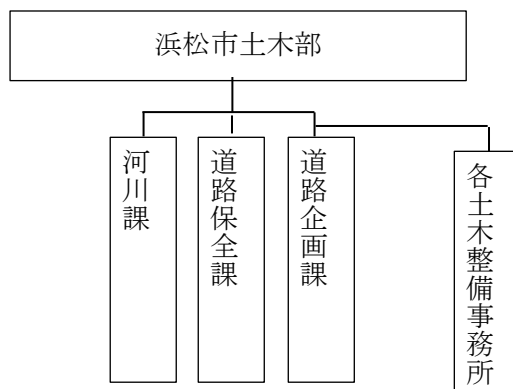 浜松市土木部
河川課
道路保全課
道路企画課
各土木整備事務所